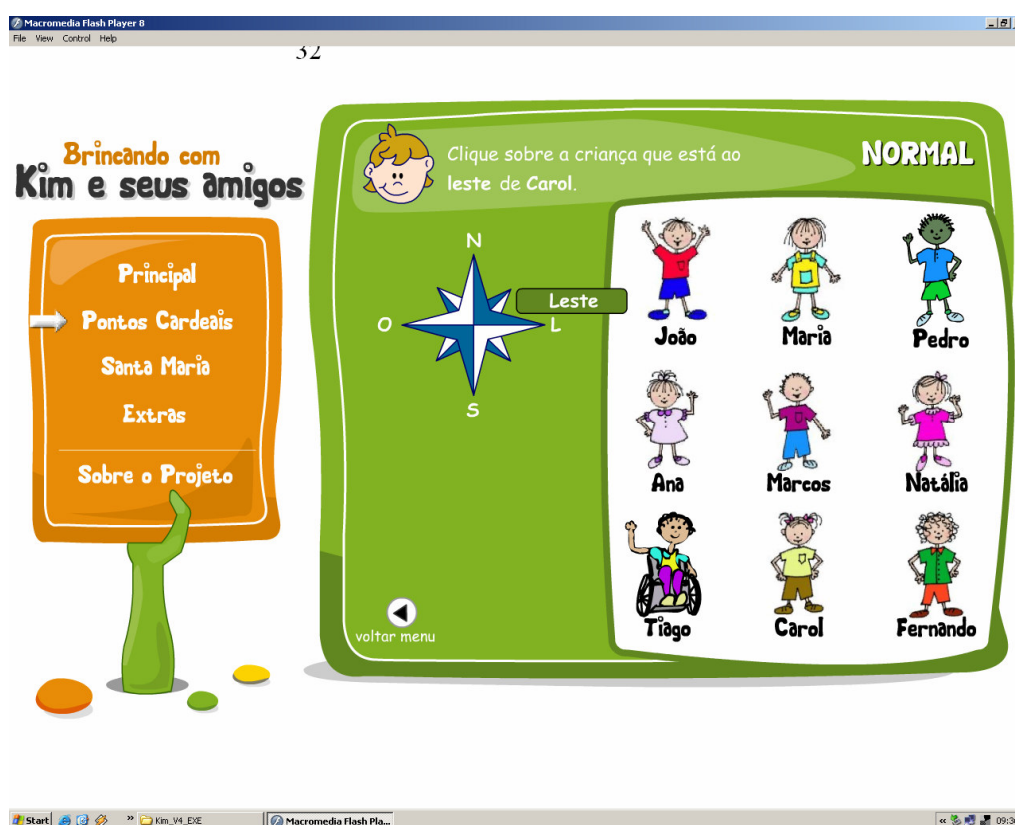 Macromedia Flash Player 8
File View Control Help
32
Brincando com
Kim e seus amigos
Principal
Pontos Cardeais
Santa Maria
Extras
Sobre o Projeto
Clique sobre a criança que está ao
leste de Carol.
NORMAL
N
Leste
O
L
S
João
Maria
Pedro
Ana
Marcos
Natália
Tiago
Carol
Fernando
voltar menu
Start
Kim_V4_EXE
Macromedia Flash Pla...